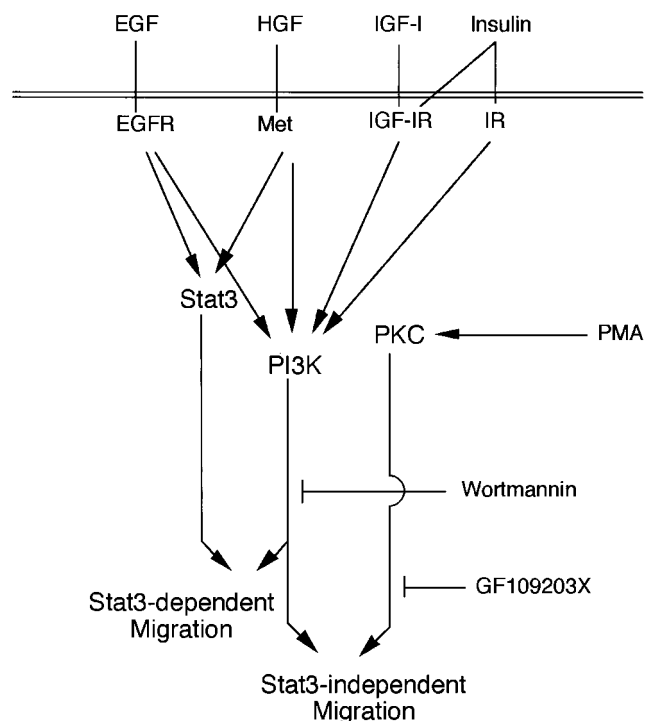 EGF
HGF
IGF-I
Insulin
EGFR
Met
IGF-IR
IR
Stat3
PI3K
PKC
PMA
Wortmannin
GF109203X
Stat3-dependent
Migration
Stat3-independent
Migration